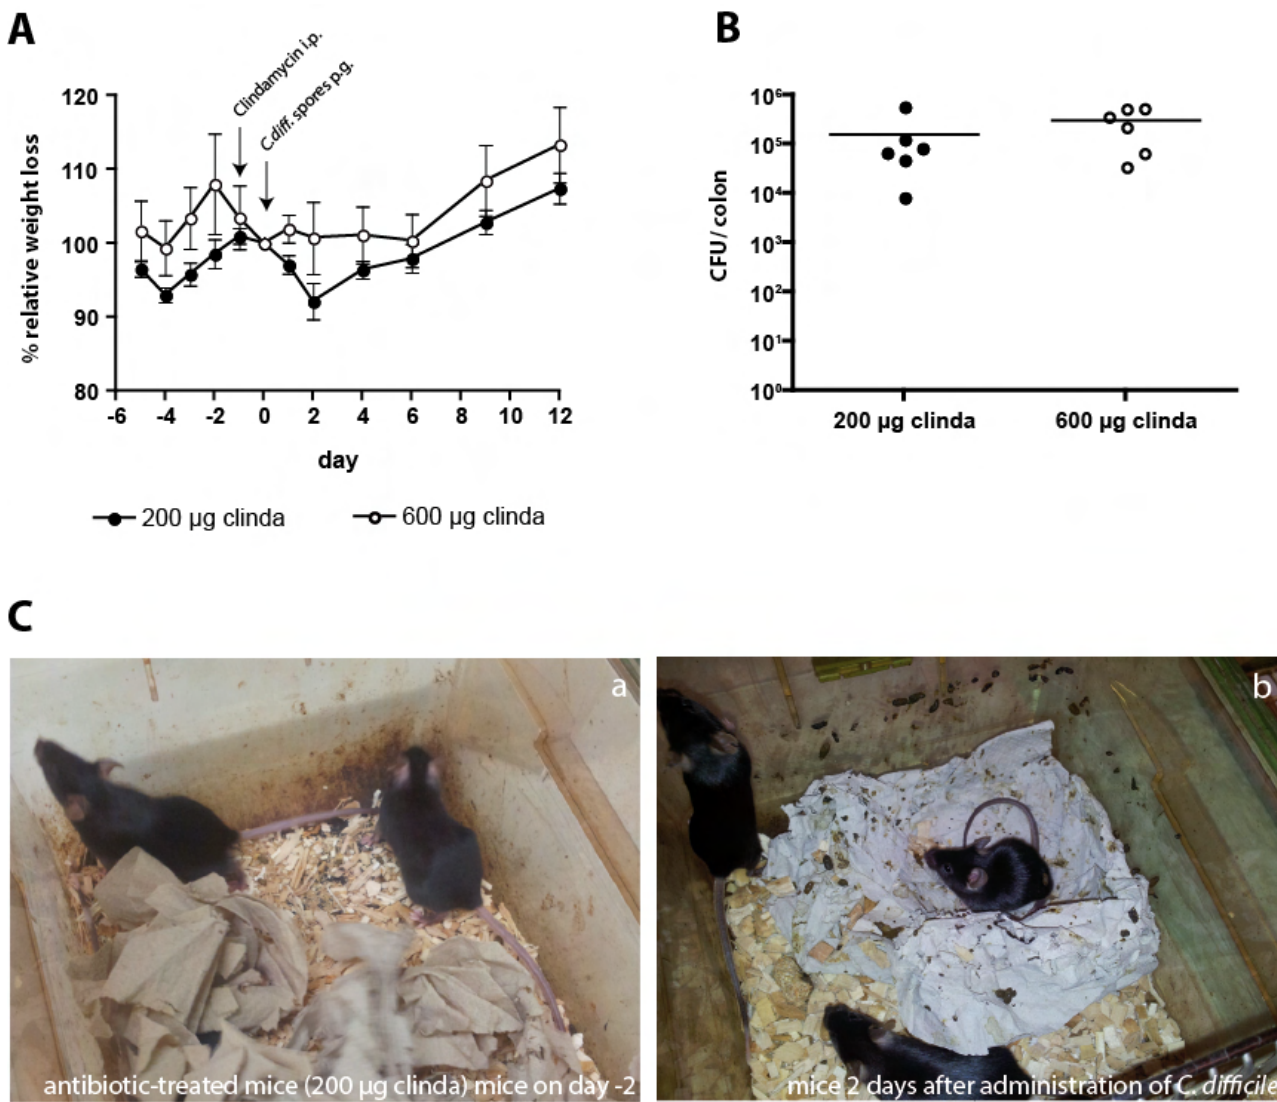 A
Clindamycin i.p.
C.diff. spores p.g.
120
110
100
90
80
% relative weight loss
-6 -4 -2 0 2 4 6 8 10 12
day
200 µg clinda 600 µg clinda
B
10⁶
10⁵
10⁴
10³
10²
10¹
10⁰
CFU/ colon
200 µg clinda 600 µg clinda
C
a
antibiotic-treated mice (200 µg clinda) mice on day -2
b
mice 2 days after administration of C. difficile